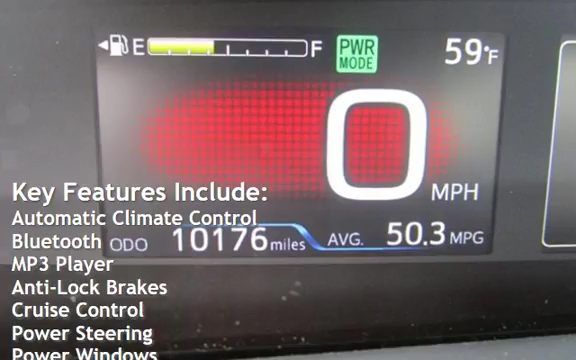 E F PWR MODE 59°F
0 MPH
Key Features Include:
Automatic Climate Control
Bluetooth
ODO 10176 miles AVG. 50.3 MPG
MP3 Player
Anti-Lock Brakes
Cruise Control
Power Steering
Power Windows